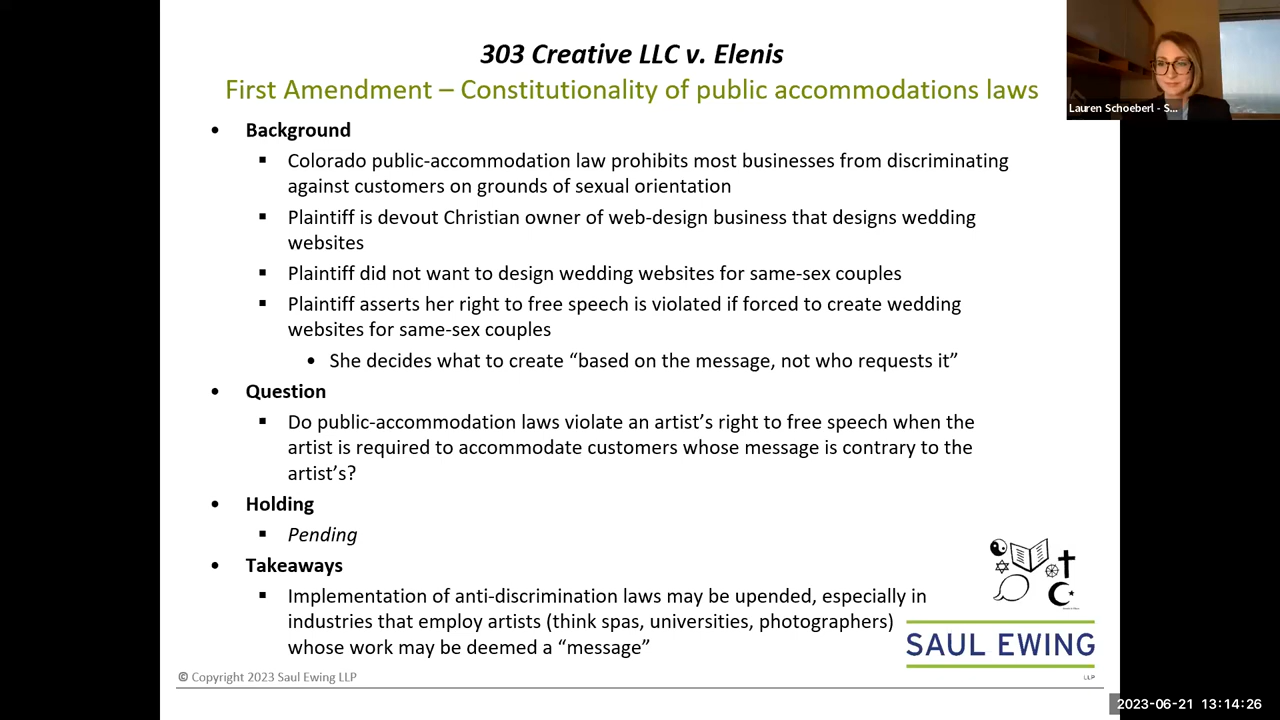 303 Creative LLC v. Elenis
First Amendment – Constitutionality of public accommodations laws
• Background
▪ Colorado public-accommodation law prohibits most businesses from discriminating
against customers on grounds of sexual orientation
▪ Plaintiff is devout Christian owner of web-design business that designs wedding
websites
▪ Plaintiff did not want to design wedding websites for same-sex couples
▪ Plaintiff asserts her right to free speech is violated if forced to create wedding
websites for same-sex couples
• She decides what to create “based on the message, not who requests it”
• Question
▪ Do public-accommodation laws violate an artist’s right to free speech when the
artist is required to accommodate customers whose message is contrary to the
artist’s?
• Holding
▪ Pending
• Takeaways
▪ Implementation of anti-discrimination laws may be upended, especially in
industries that employ artists (think spas, universities, photographers)
whose work may be deemed a “message”
SAUL EWING
LLP
© Copyright 2023 Saul Ewing LLP
Lauren Schoeberl - S...
2023-06-21 13:14:26